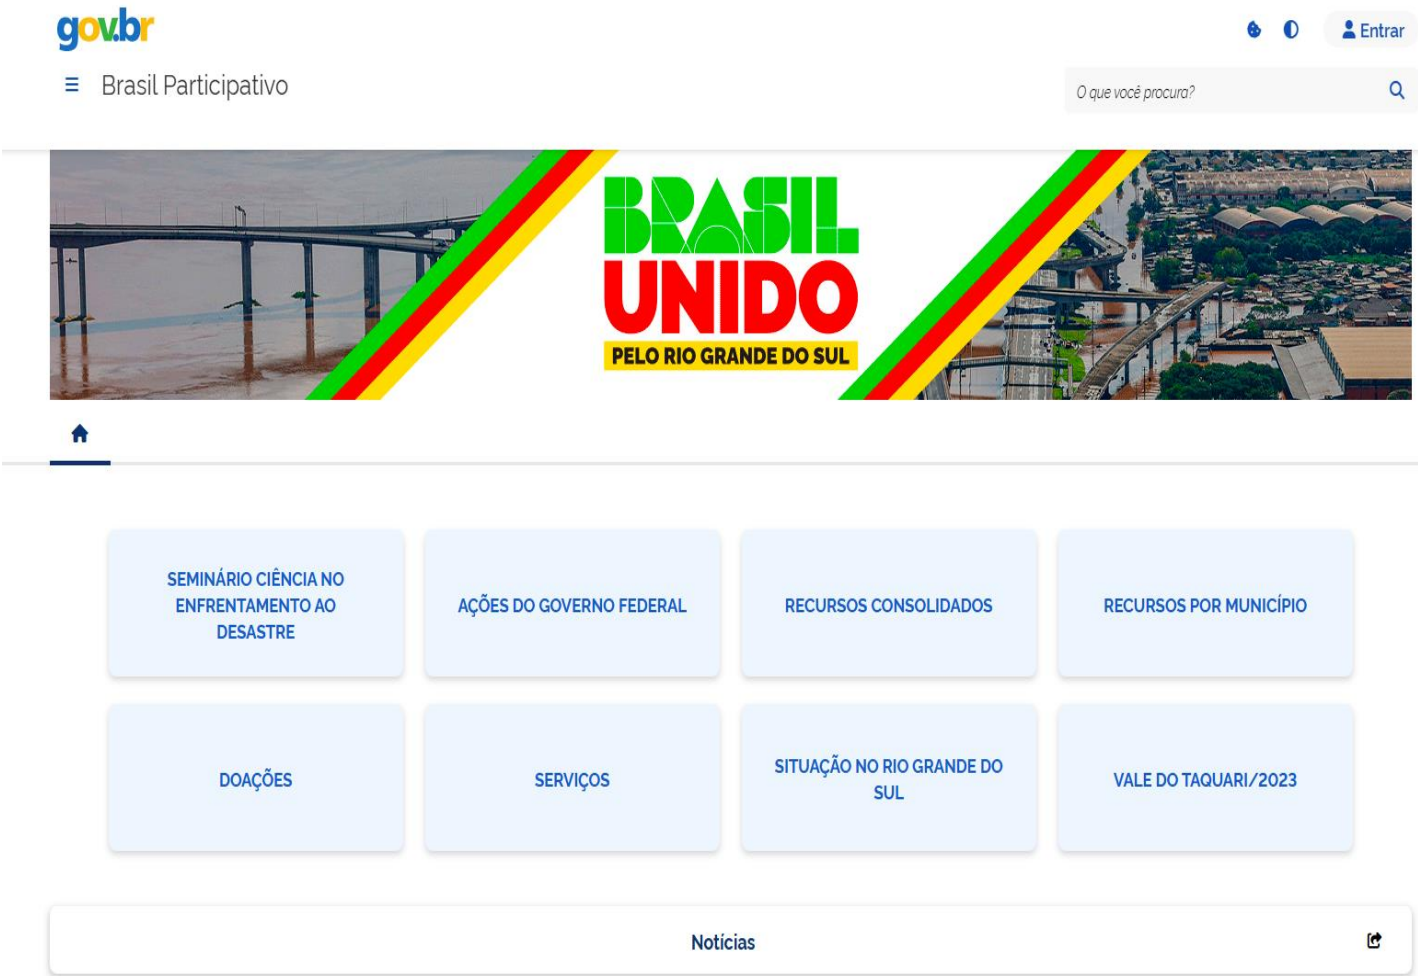 gov.br
Entrar
Brasil Participativo
O que você procura?
BRASIL
UNIDO
PELO RIO GRANDE DO SUL
SEMINÁRIO CIÊNCIA NO
ENFRENTAMENTO AO
DESASTRE
AÇÕES DO GOVERNO FEDERAL
RECURSOS CONSOLIDADOS
RECURSOS POR MUNICÍPIO
DOAÇÕES
SERVIÇOS
SITUAÇÃO NO RIO GRANDE DO
SUL
VALE DO TAQUARI/2023
Notícias